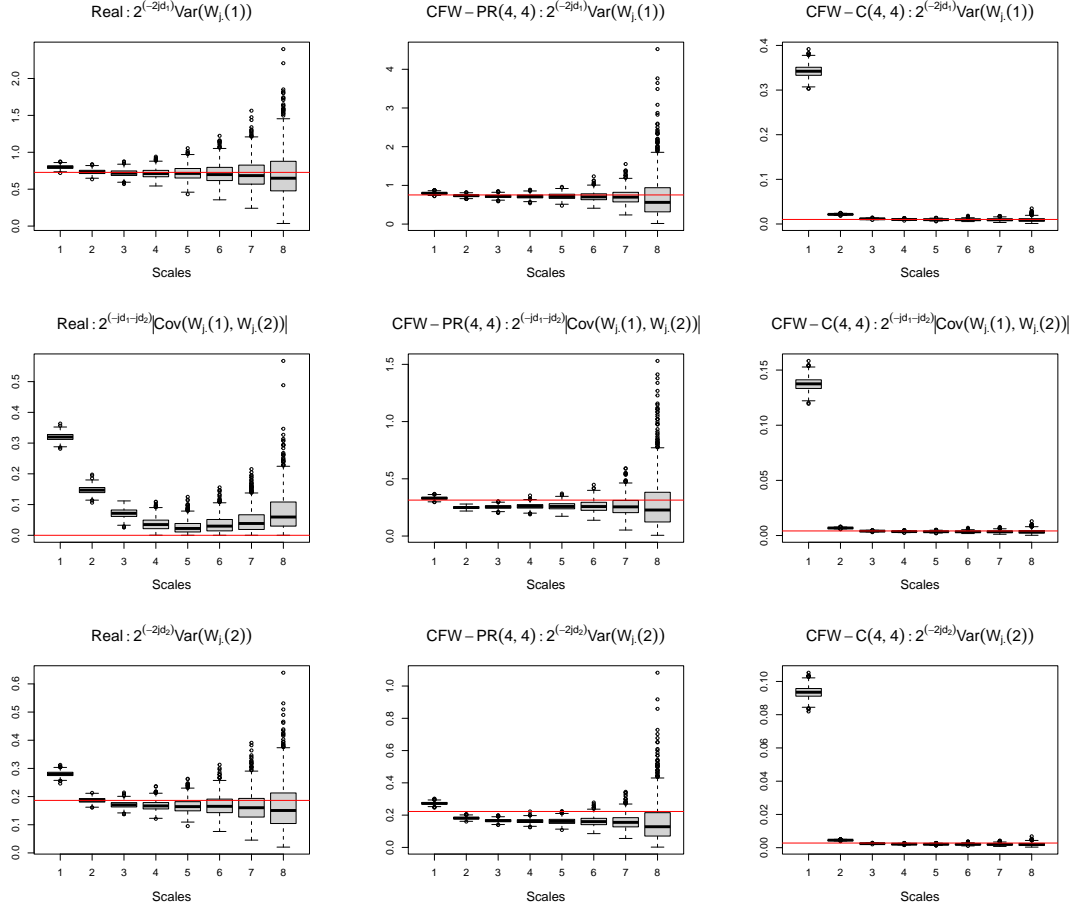 Real : 2^(−2jd₁)Var(Wⱼ.(1))
0.0 0.5 1.0 1.5 2.0
1 2 3 4 5 6 7 8
Scales
CFW − PR(4, 4) : 2^(−2jd₁)Var(Wⱼ.(1))
0 1 2 3 4
1 2 3 4 5 6 7 8
Scales
CFW − C(4, 4) : 2^(−2jd₁)Var(Wⱼ.(1))
0.0 0.1 0.2 0.3 0.4
1 2 3 4 5 6 7 8
Scales
Real : 2^(−jd₁−jd₂)|Cov(Wⱼ.(1), Wⱼ.(2))|
0.0 0.1 0.2 0.3 0.4 0.5
1 2 3 4 5 6 7 8
Scales
CFW − PR(4, 4) : 2^(−jd₁−jd₂)|Cov(Wⱼ.(1), Wⱼ.(2))|
0.0 0.5 1.0 1.5
1 2 3 4 5 6 7 8
Scales
CFW − C(4, 4) : 2^(−jd₁−jd₂)|Cov(Wⱼ.(1), Wⱼ.(2))|
0.00 0.05 0.10 0.15
1 2 3 4 5 6 7 8
Scales
Real : 2^(−2jd₂)Var(Wⱼ.(2))
0.0 0.1 0.2 0.3 0.4 0.5 0.6
1 2 3 4 5 6 7 8
Scales
CFW − PR(4, 4) : 2^(−2jd₂)Var(Wⱼ.(2))
0.0 0.2 0.4 0.6 0.8 1.0
1 2 3 4 5 6 7 8
Scales
CFW − C(4, 4) : 2^(−2jd₂)Var(Wⱼ.(2))
0.00 0.02 0.04 0.06 0.08 0.10
1 2 3 4 5 6 7 8
Scales